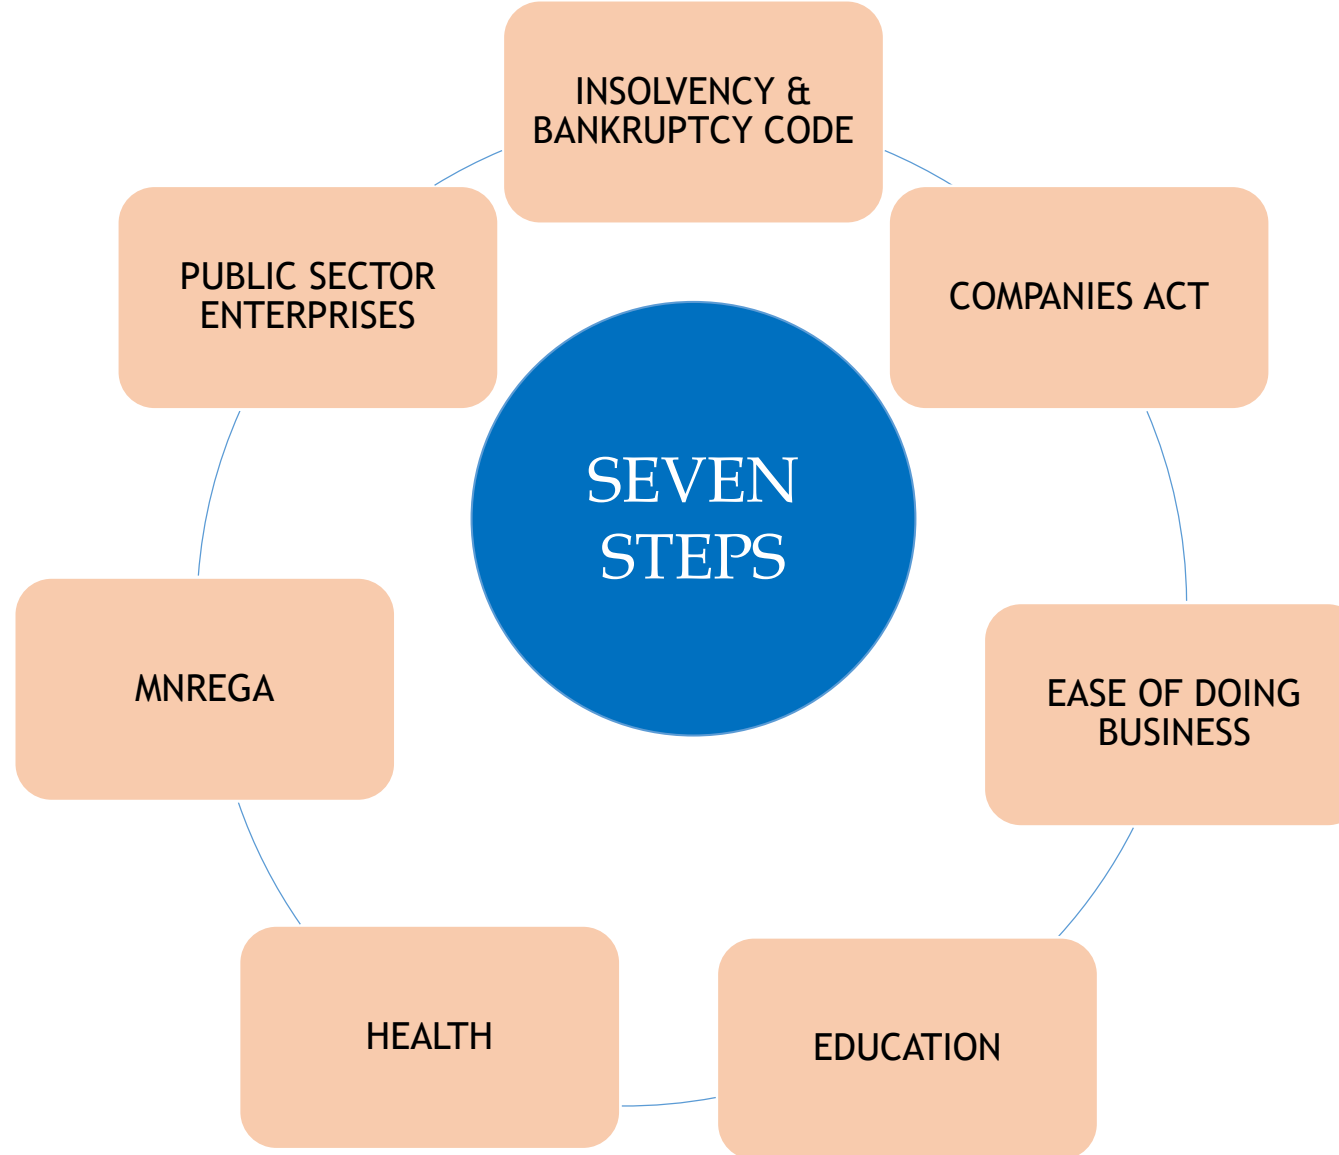 INSOLVENCY &
BANKRUPTCY CODE
PUBLIC SECTOR
ENTERPRISES
COMPANIES ACT
SEVEN
STEPS
MNREGA
EASE OF DOING
BUSINESS
HEALTH
EDUCATION